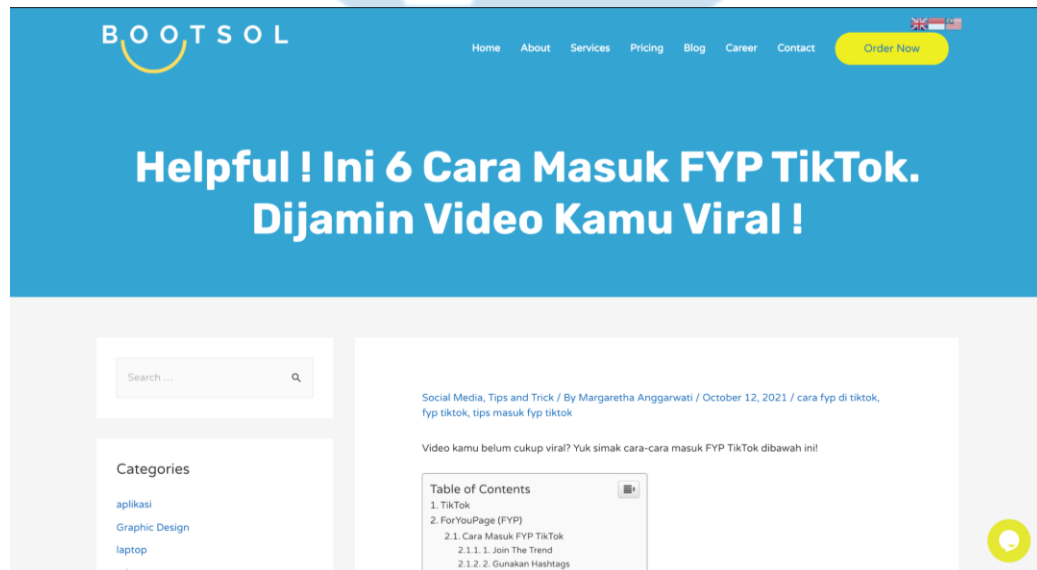 BOOTSOL
Home About Services Pricing Blog Career Contact Order Now
Helpful ! Ini 6 Cara Masuk FYP TikTok.
Dijamin Video Kamu Viral !
Search ...
Categories
aplikasi
Graphic Design
laptop
Social Media, Tips and Trick / By Margaretha Anggarwati / October 12, 2021 / cara fyp di tiktok,
fyp tiktok, tips masuk fyp tiktok
Video kamu belum cukup viral? Yuk simak cara-cara masuk FYP TikTok dibawah ini!
Table of Contents
1. TikTok
2. ForYouPage (FYP)
2.1. Cara Masuk FYP TikTok
2.1.1. 1. Join The Trend
2.1.2. 2. Gunakan Hashtags